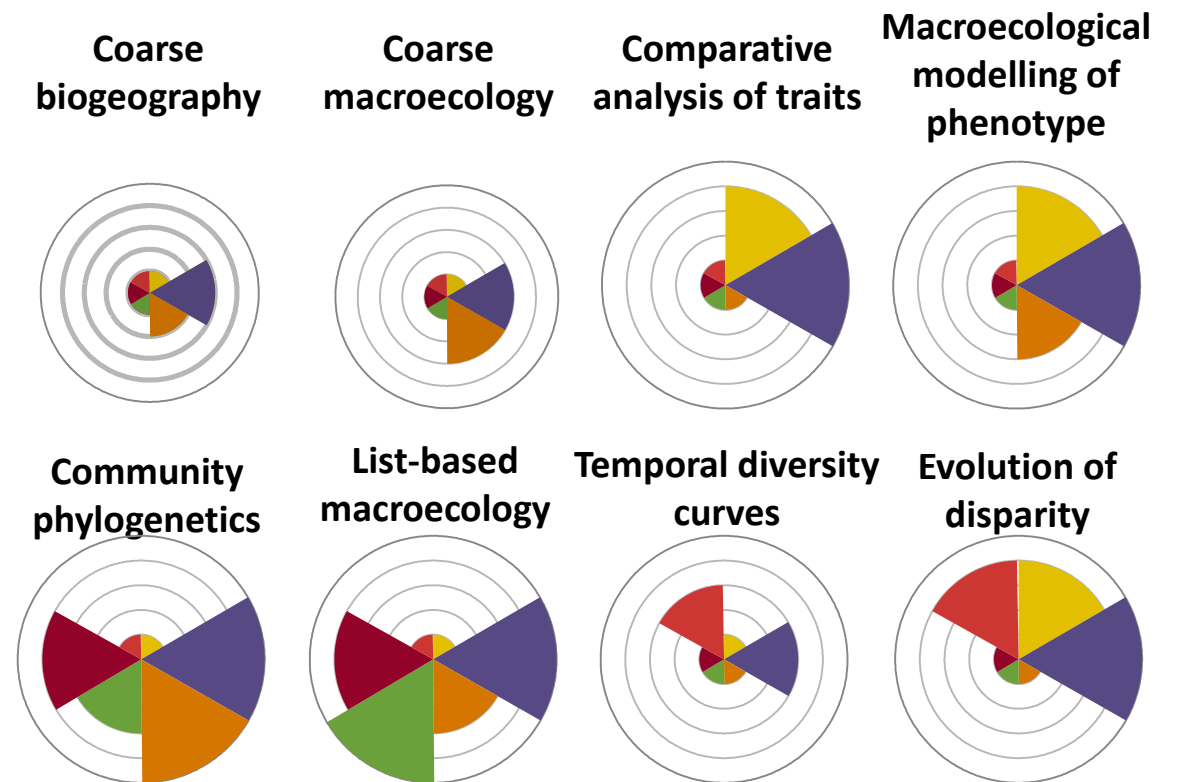 Coarse
biogeography
Coarse
macroecology
Comparative
analysis of traits
Macroecological
modelling of
phenotype
Community
phylogenetics
List-based
macroecology
Temporal diversity
curves
Evolution of
disparity